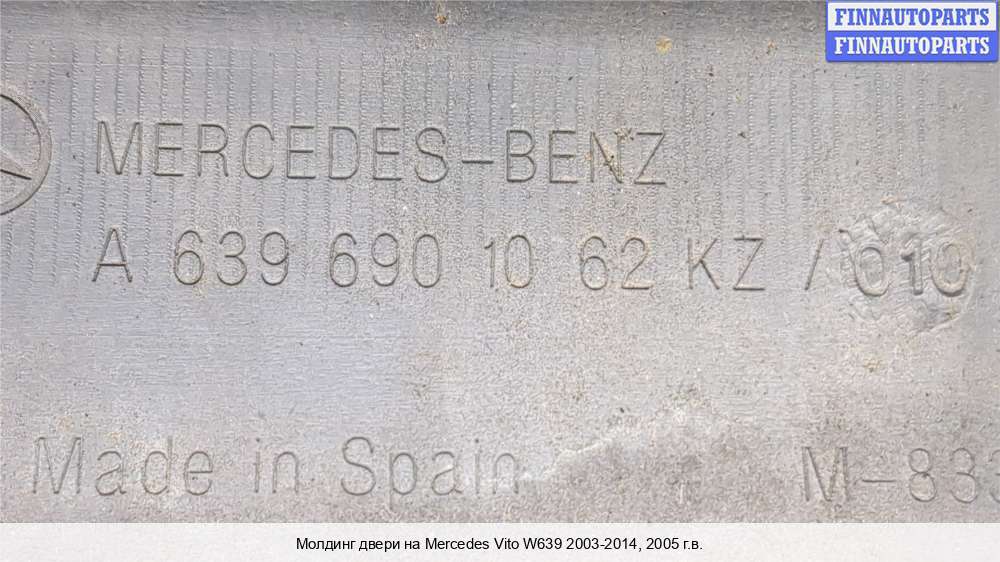 FINNAUTOPARTS
FINNAUTOPARTS
MERCEDES-BENZ
A 639 690 10 62 KZ / 010
Made in Spain
M-833
Молдинг двери на Mercedes Vito W639 2003-2014, 2005 г.в.